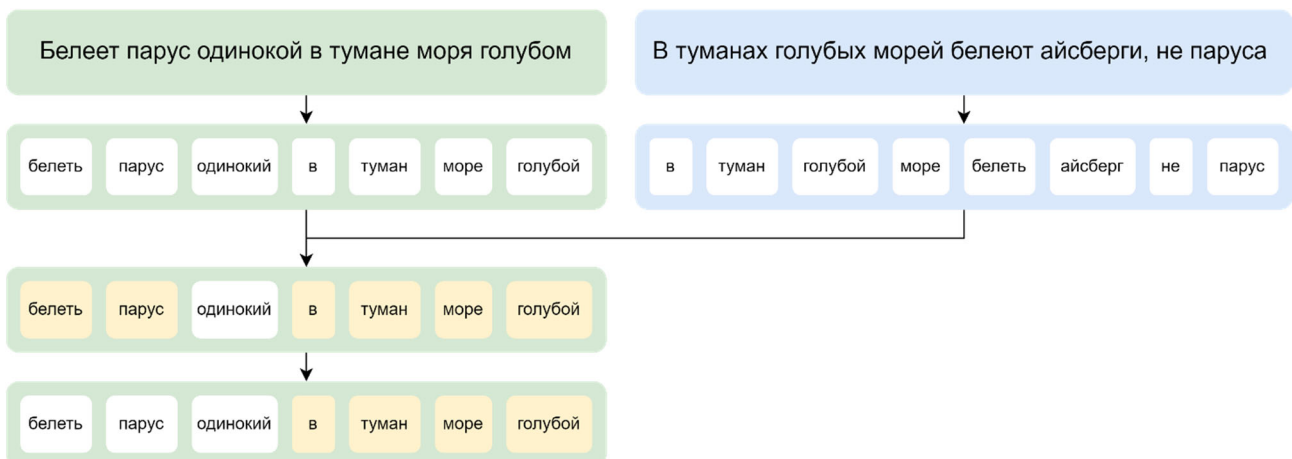 Белеет парус одинокой в тумане моря голубом
В туманах голубых морей белеют айсберги, не паруса
белеть парус одинокий в туман море голубой
в туман голубой море белеть айсберг не парус
белеть парус одинокий в туман море голубой
белеть парус одинокий в туман море голубой